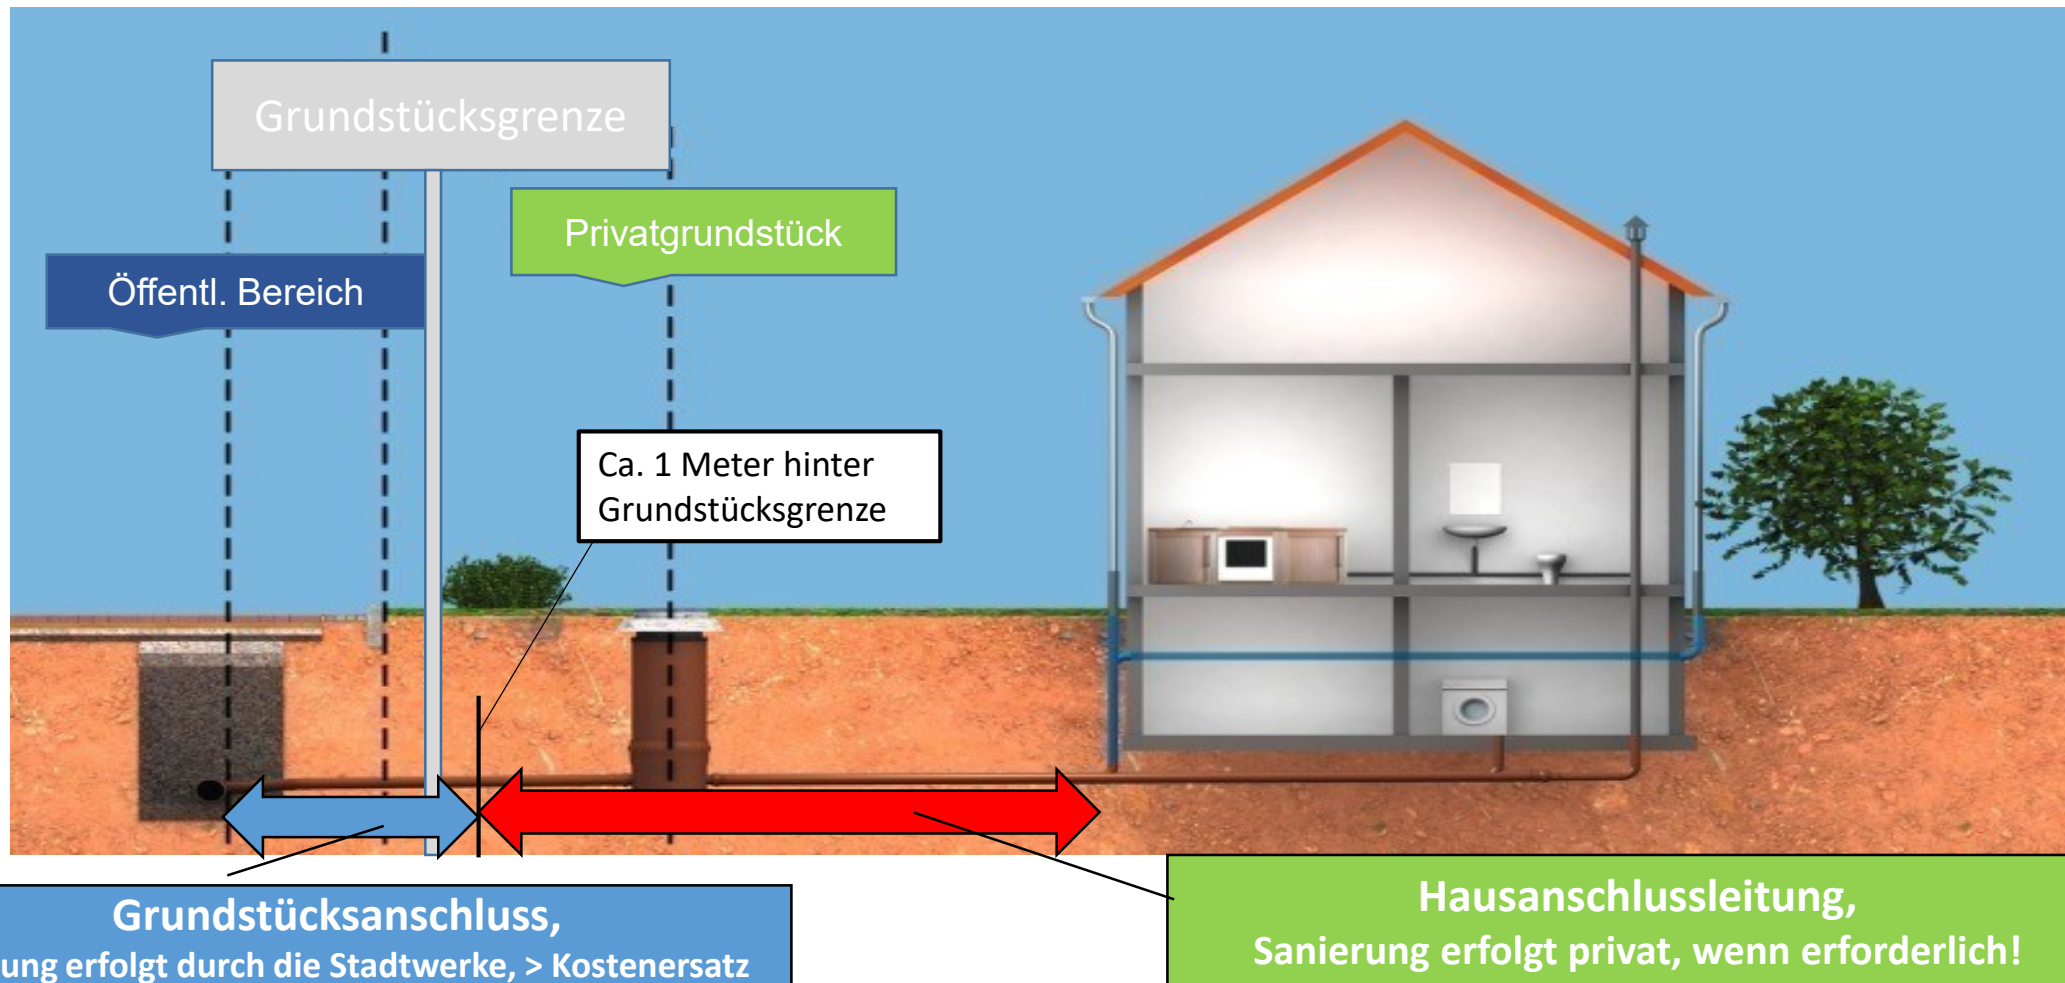 Grundstücksgrenze
Privatgrundstück
Öffentl. Bereich
Ca. 1 Meter hinter
Grundstücksgrenze
Grundstücksanschluss,
erfolgt durch die Stadtwerke, > Kostenersatz
Hausanschlussleitung,
Sanierung erfolgt privat, wenn erforderlich!